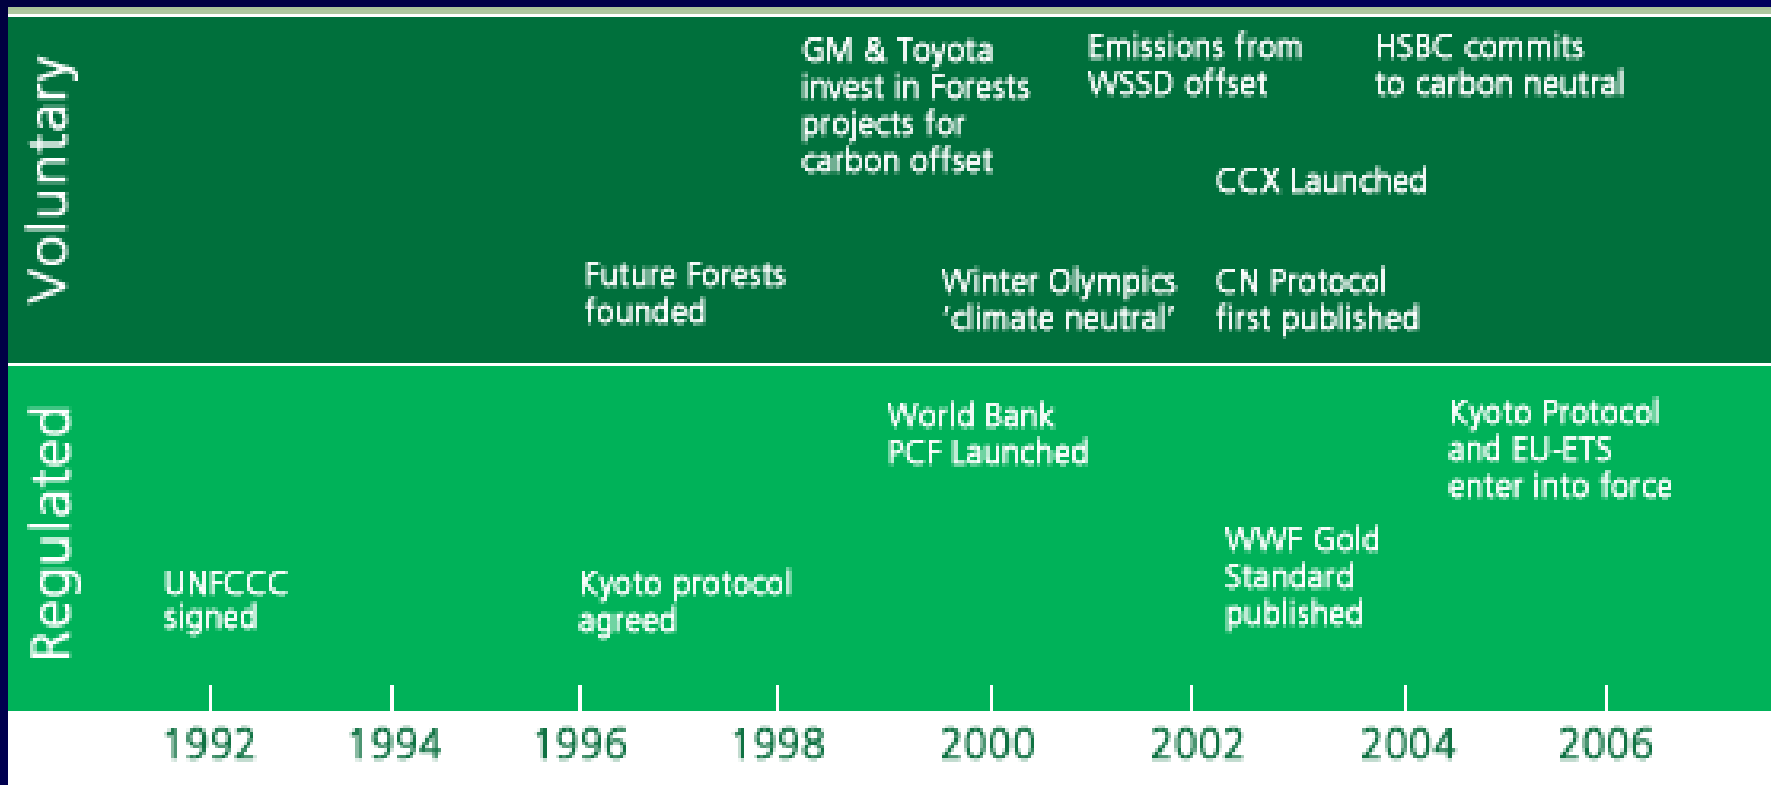 Voluntary
GM & Toyota
invest in Forests
projects for
carbon offset
Emissions from
WSSD offset
HSBC commits
to carbon neutral
CCX Launched
Future Forests
founded
Winter Olympics
‘climate neutral’
CN Protocol
first published
Regulated
World Bank
PCF Launched
Kyoto Protocol
and EU-ETS
enter into force
WWF Gold
Standard
published
UNFCCC
signed
Kyoto protocol
agreed
1992 1994 1996 1998 2000 2002 2004 2006